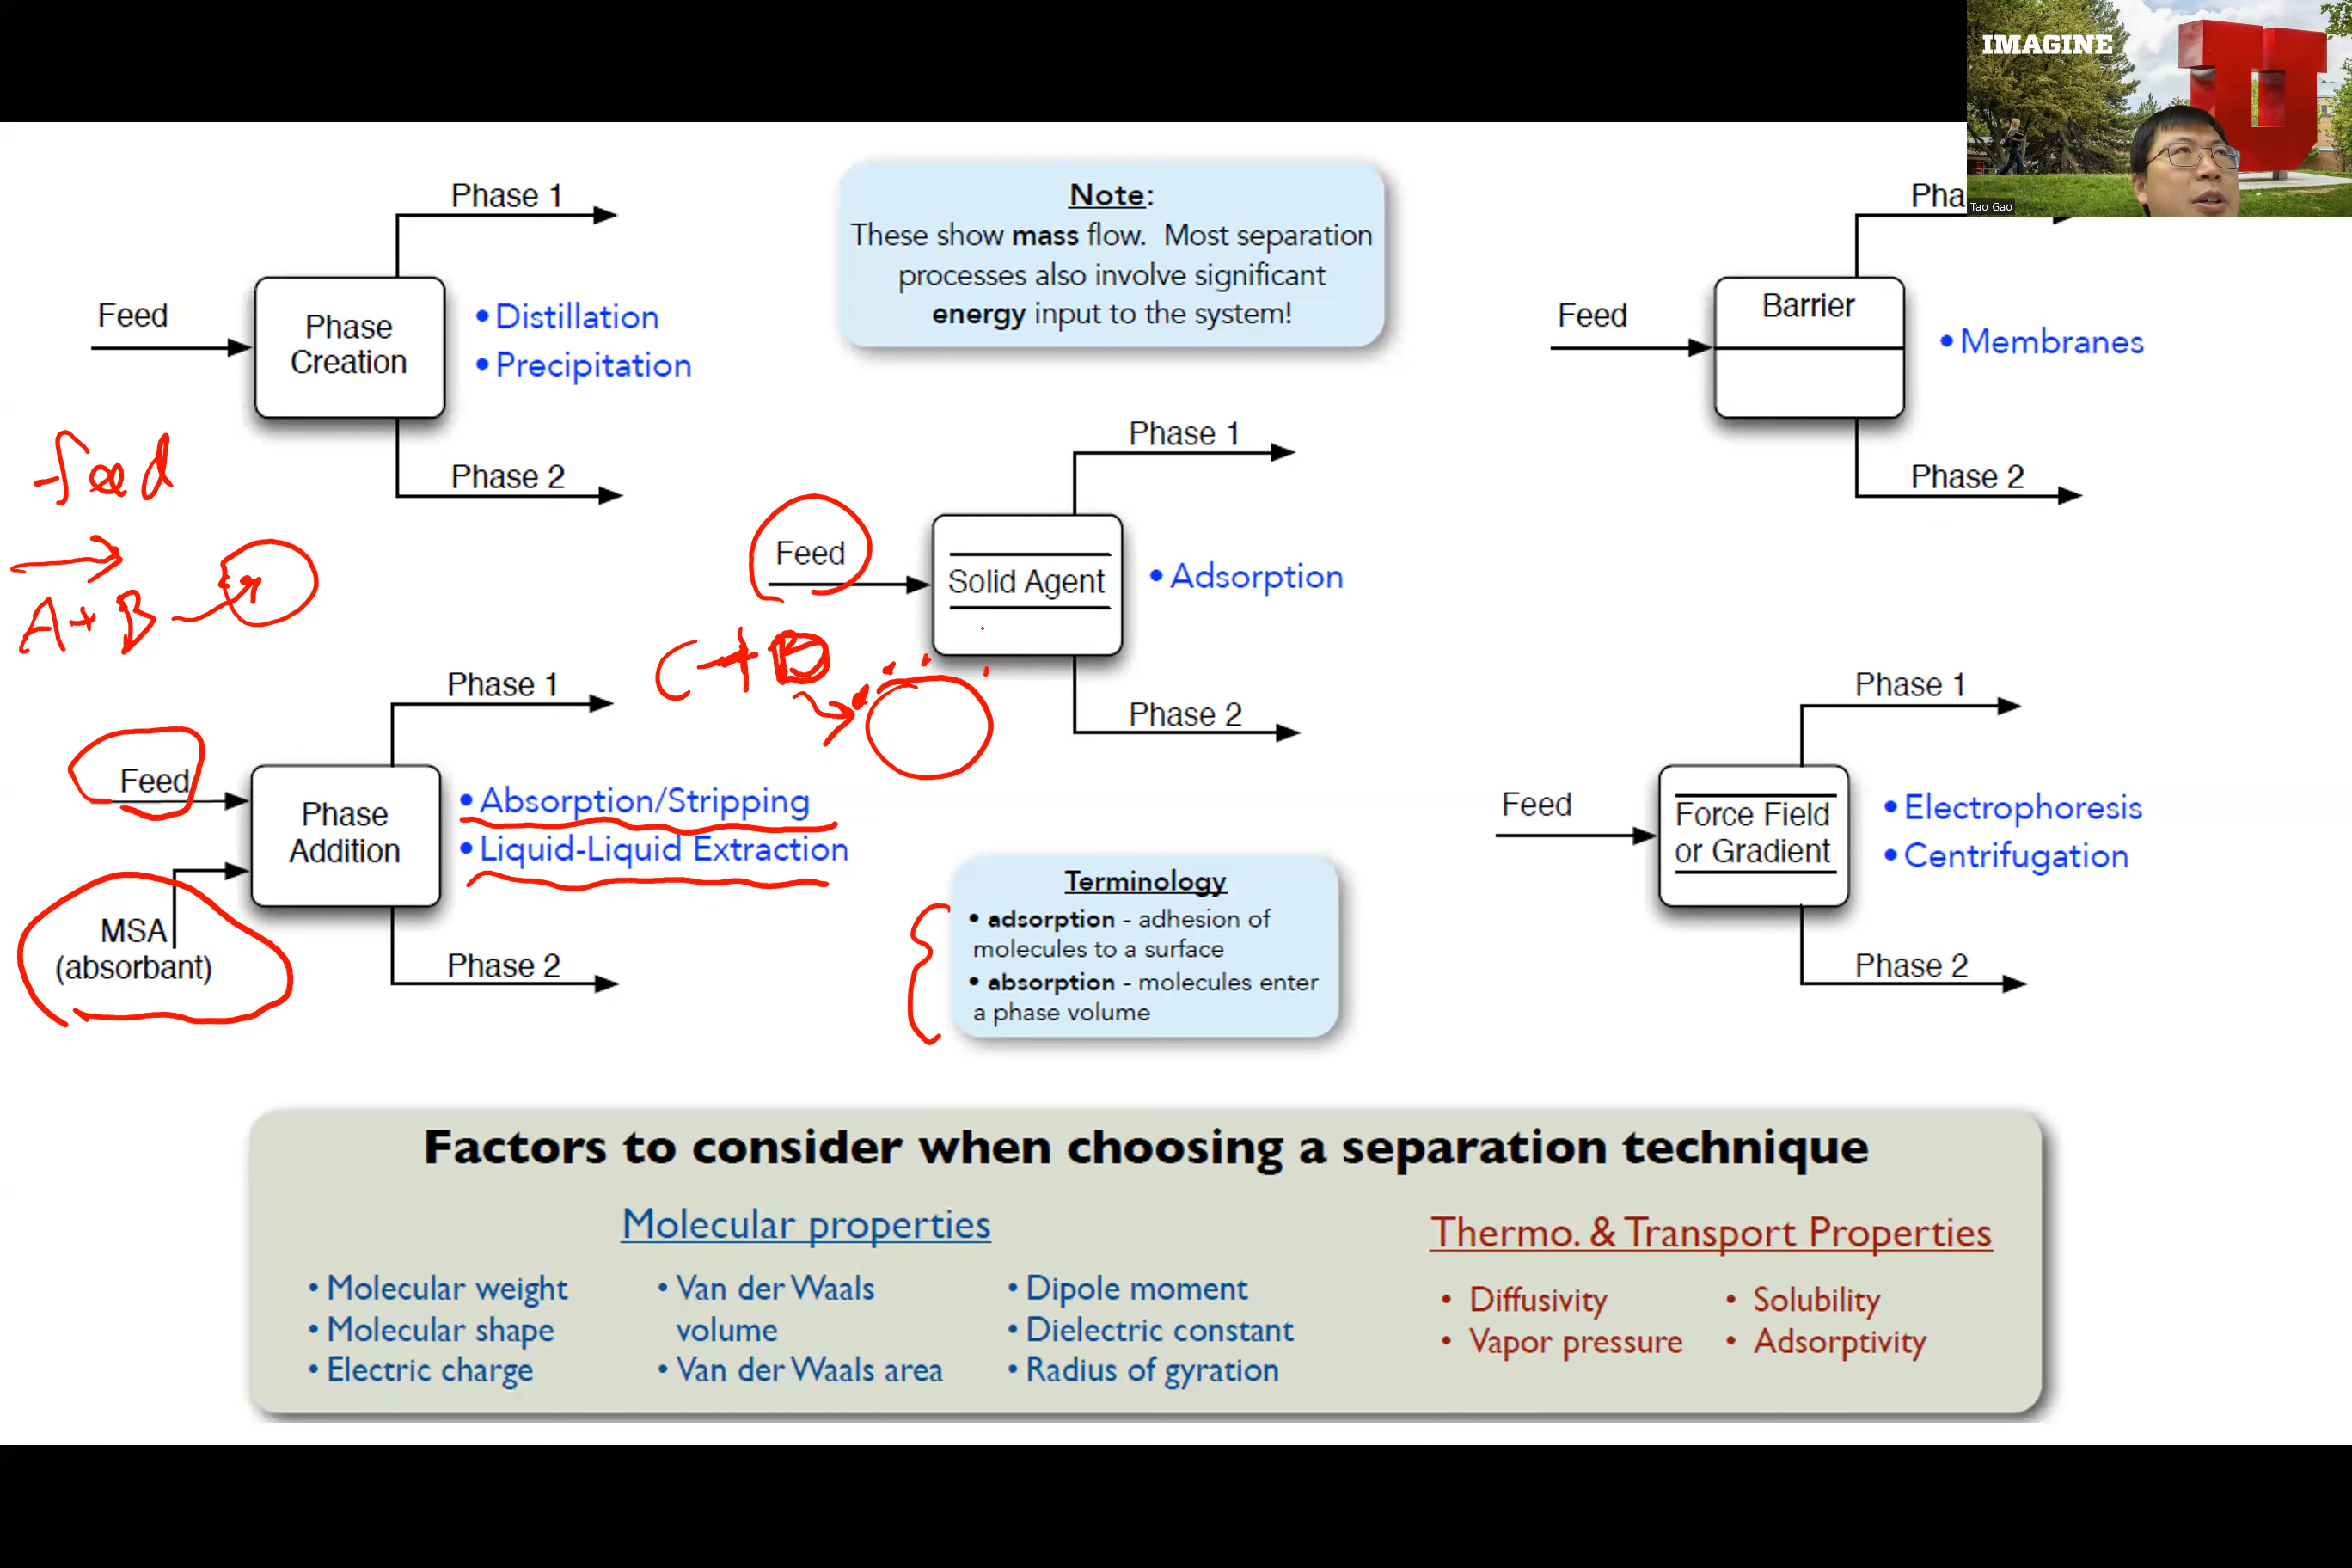 IMAGINE
Tao Gao
Phase 1
Feed
Phase
Creation
• Distillation
• Precipitation
Phase 2
Note:
These show mass flow. Most separation
processes also involve significant
energy input to the system!
Pha
Feed
Barrier
• Membranes
Phase 2
feed
A+B
Phase 1
Feed
Solid Agent
• Adsorption
Phase 2
C+D
Phase 1
Feed
Phase
Addition
MSA
(absorbant)
• Absorption/Stripping
• Liquid-Liquid Extraction
Phase 2
Terminology
• adsorption - adhesion of
molecules to a surface
• absorption - molecules enter
a phase volume
Phase 1
Feed
Force Field
or Gradient
• Electrophoresis
• Centrifugation
Phase 2
Factors to consider when choosing a separation technique
Molecular properties
• Molecular weight
• Molecular shape
• Electric charge
• Van der Waals
volume
• Van der Waals area
• Dipole moment
• Dielectric constant
• Radius of gyration
Thermo. & Transport Properties
• Diffusivity
• Vapor pressure
• Solubility
• Adsorptivity